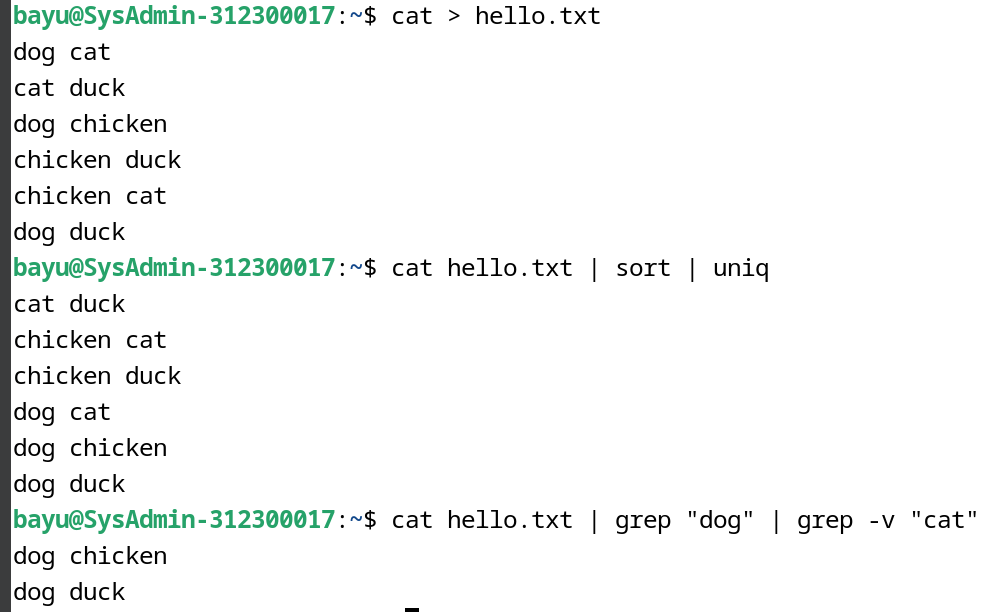 bayu@SysAdmin-312300017:~$ cat > hello.txt
dog cat
cat duck
dog chicken
chicken duck
chicken cat
dog duck
bayu@SysAdmin-312300017:~$ cat hello.txt | sort | uniq
cat duck
chicken cat
chicken duck
dog cat
dog chicken
dog duck
bayu@SysAdmin-312300017:~$ cat hello.txt | grep "dog" | grep -v "cat"
dog chicken
dog duck